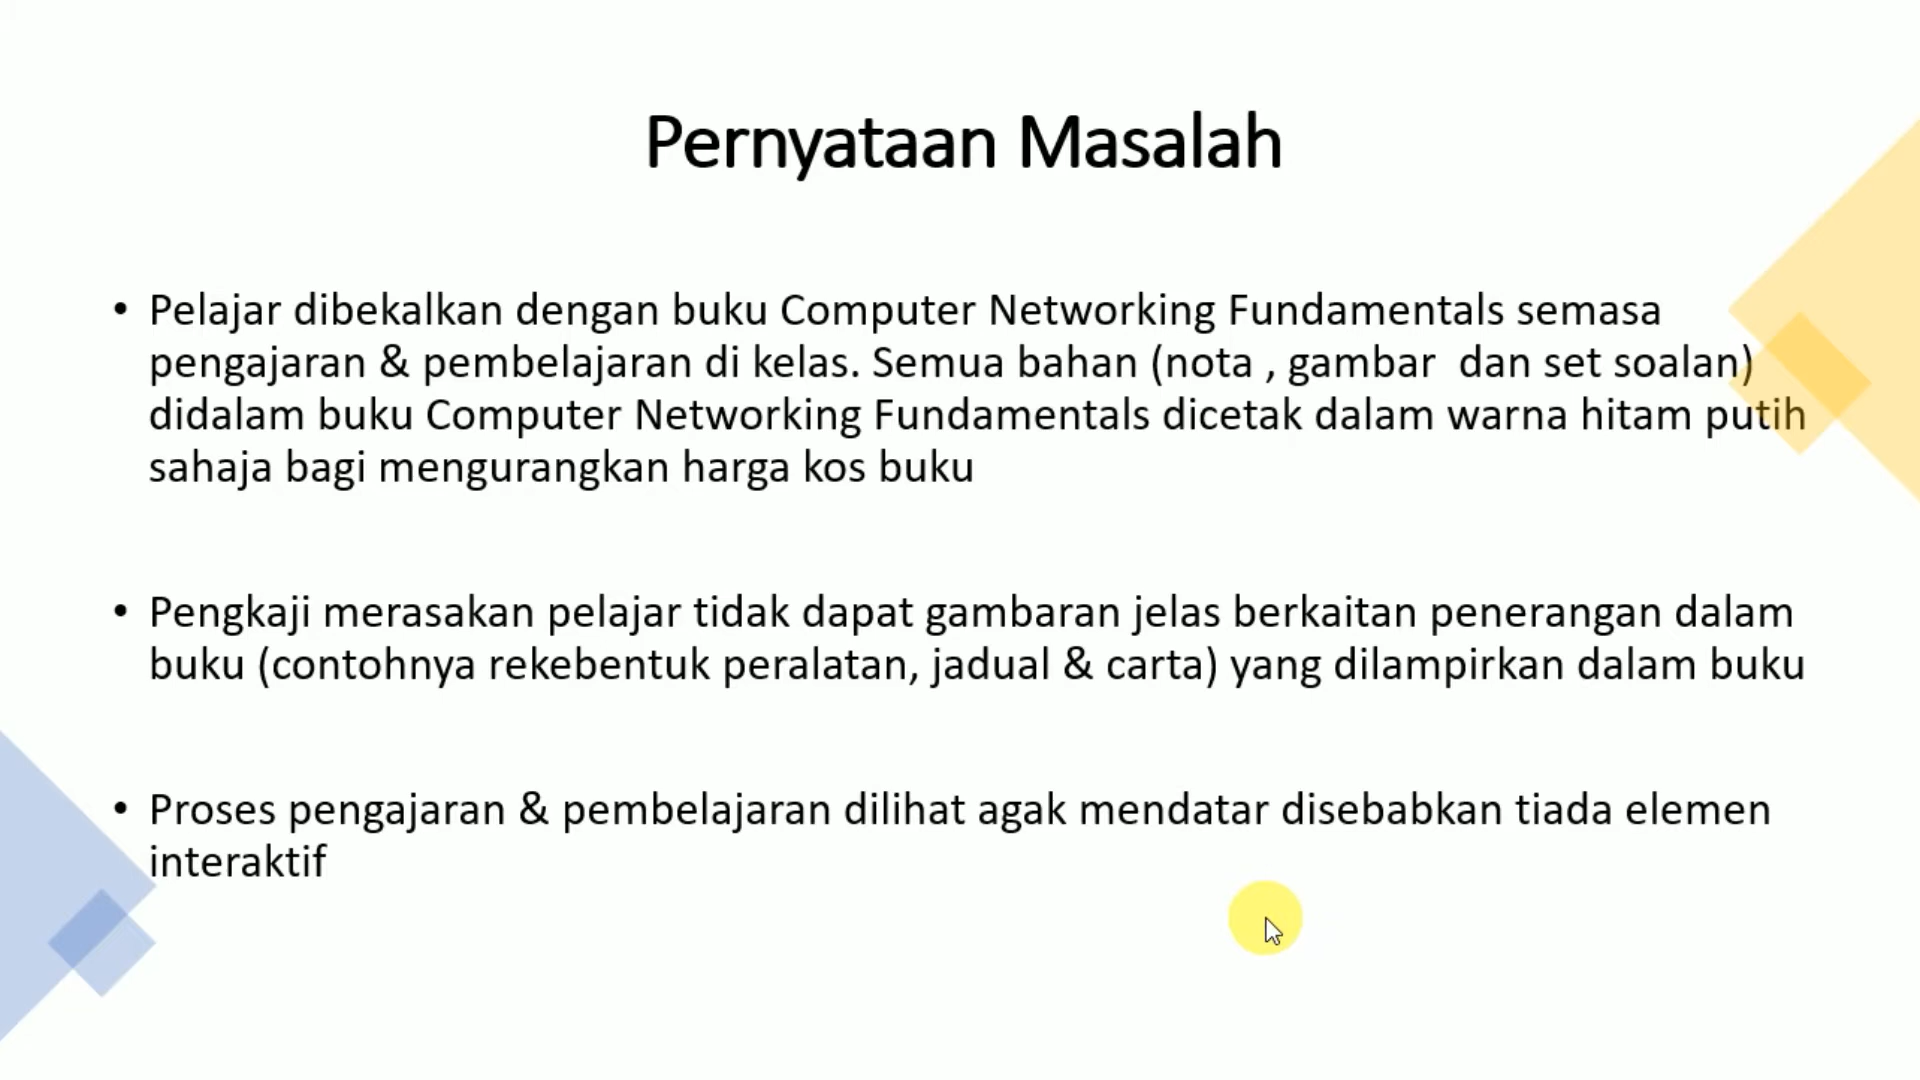 Pernyataan Masalah
• Pelajar dibekalkan dengan buku Computer Networking Fundamentals semasa
pengajaran & pembelajaran di kelas. Semua bahan (nota , gambar  dan set soalan)
didalam buku Computer Networking Fundamentals dicetak dalam warna hitam putih
sahaja bagi mengurangkan harga kos buku
• Pengkaji merasakan pelajar tidak dapat gambaran jelas berkaitan penerangan dalam
buku (contohnya rekebentuk peralatan, jadual & carta) yang dilampirkan dalam buku
• Proses pengajaran & pembelajaran dilihat agak mendatar disebabkan tiada elemen
interaktif